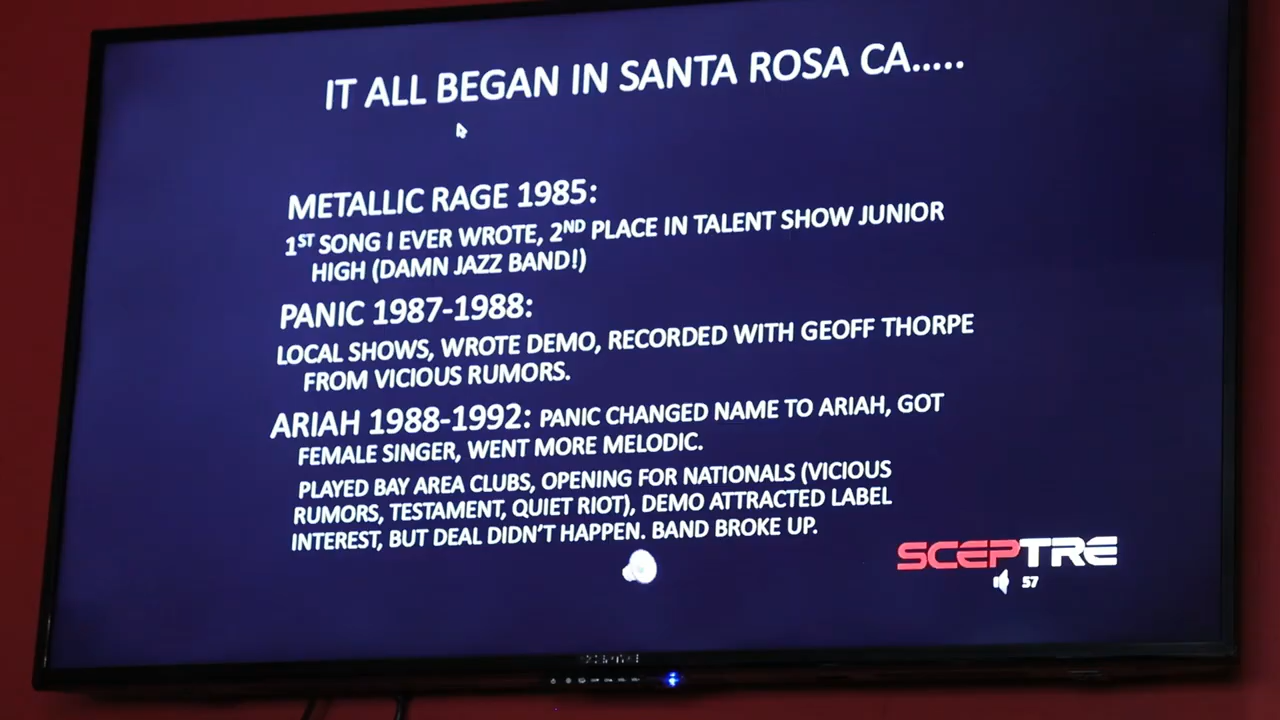 IT ALL BEGAN IN SANTA ROSA CA.....
METALLIC RAGE 1985:
1ST SONG I EVER WROTE, 2ND PLACE IN TALENT SHOW JUNIOR
HIGH (DAMN JAZZ BAND!)
PANIC 1987-1988:
LOCAL SHOWS, WROTE DEMO, RECORDED WITH GEOFF THORPE
FROM VICIOUS RUMORS.
ARIAH 1988-1992: PANIC CHANGED NAME TO ARIAH, GOT
FEMALE SINGER, WENT MORE MELODIC.
PLAYED BAY AREA CLUBS, OPENING FOR NATIONALS (VICIOUS
RUMORS, TESTAMENT, QUIET RIOT), DEMO ATTRACTED LABEL
INTEREST, BUT DEAL DIDN'T HAPPEN. BAND BROKE UP.
SCEPTRE
57
SCEPTRE